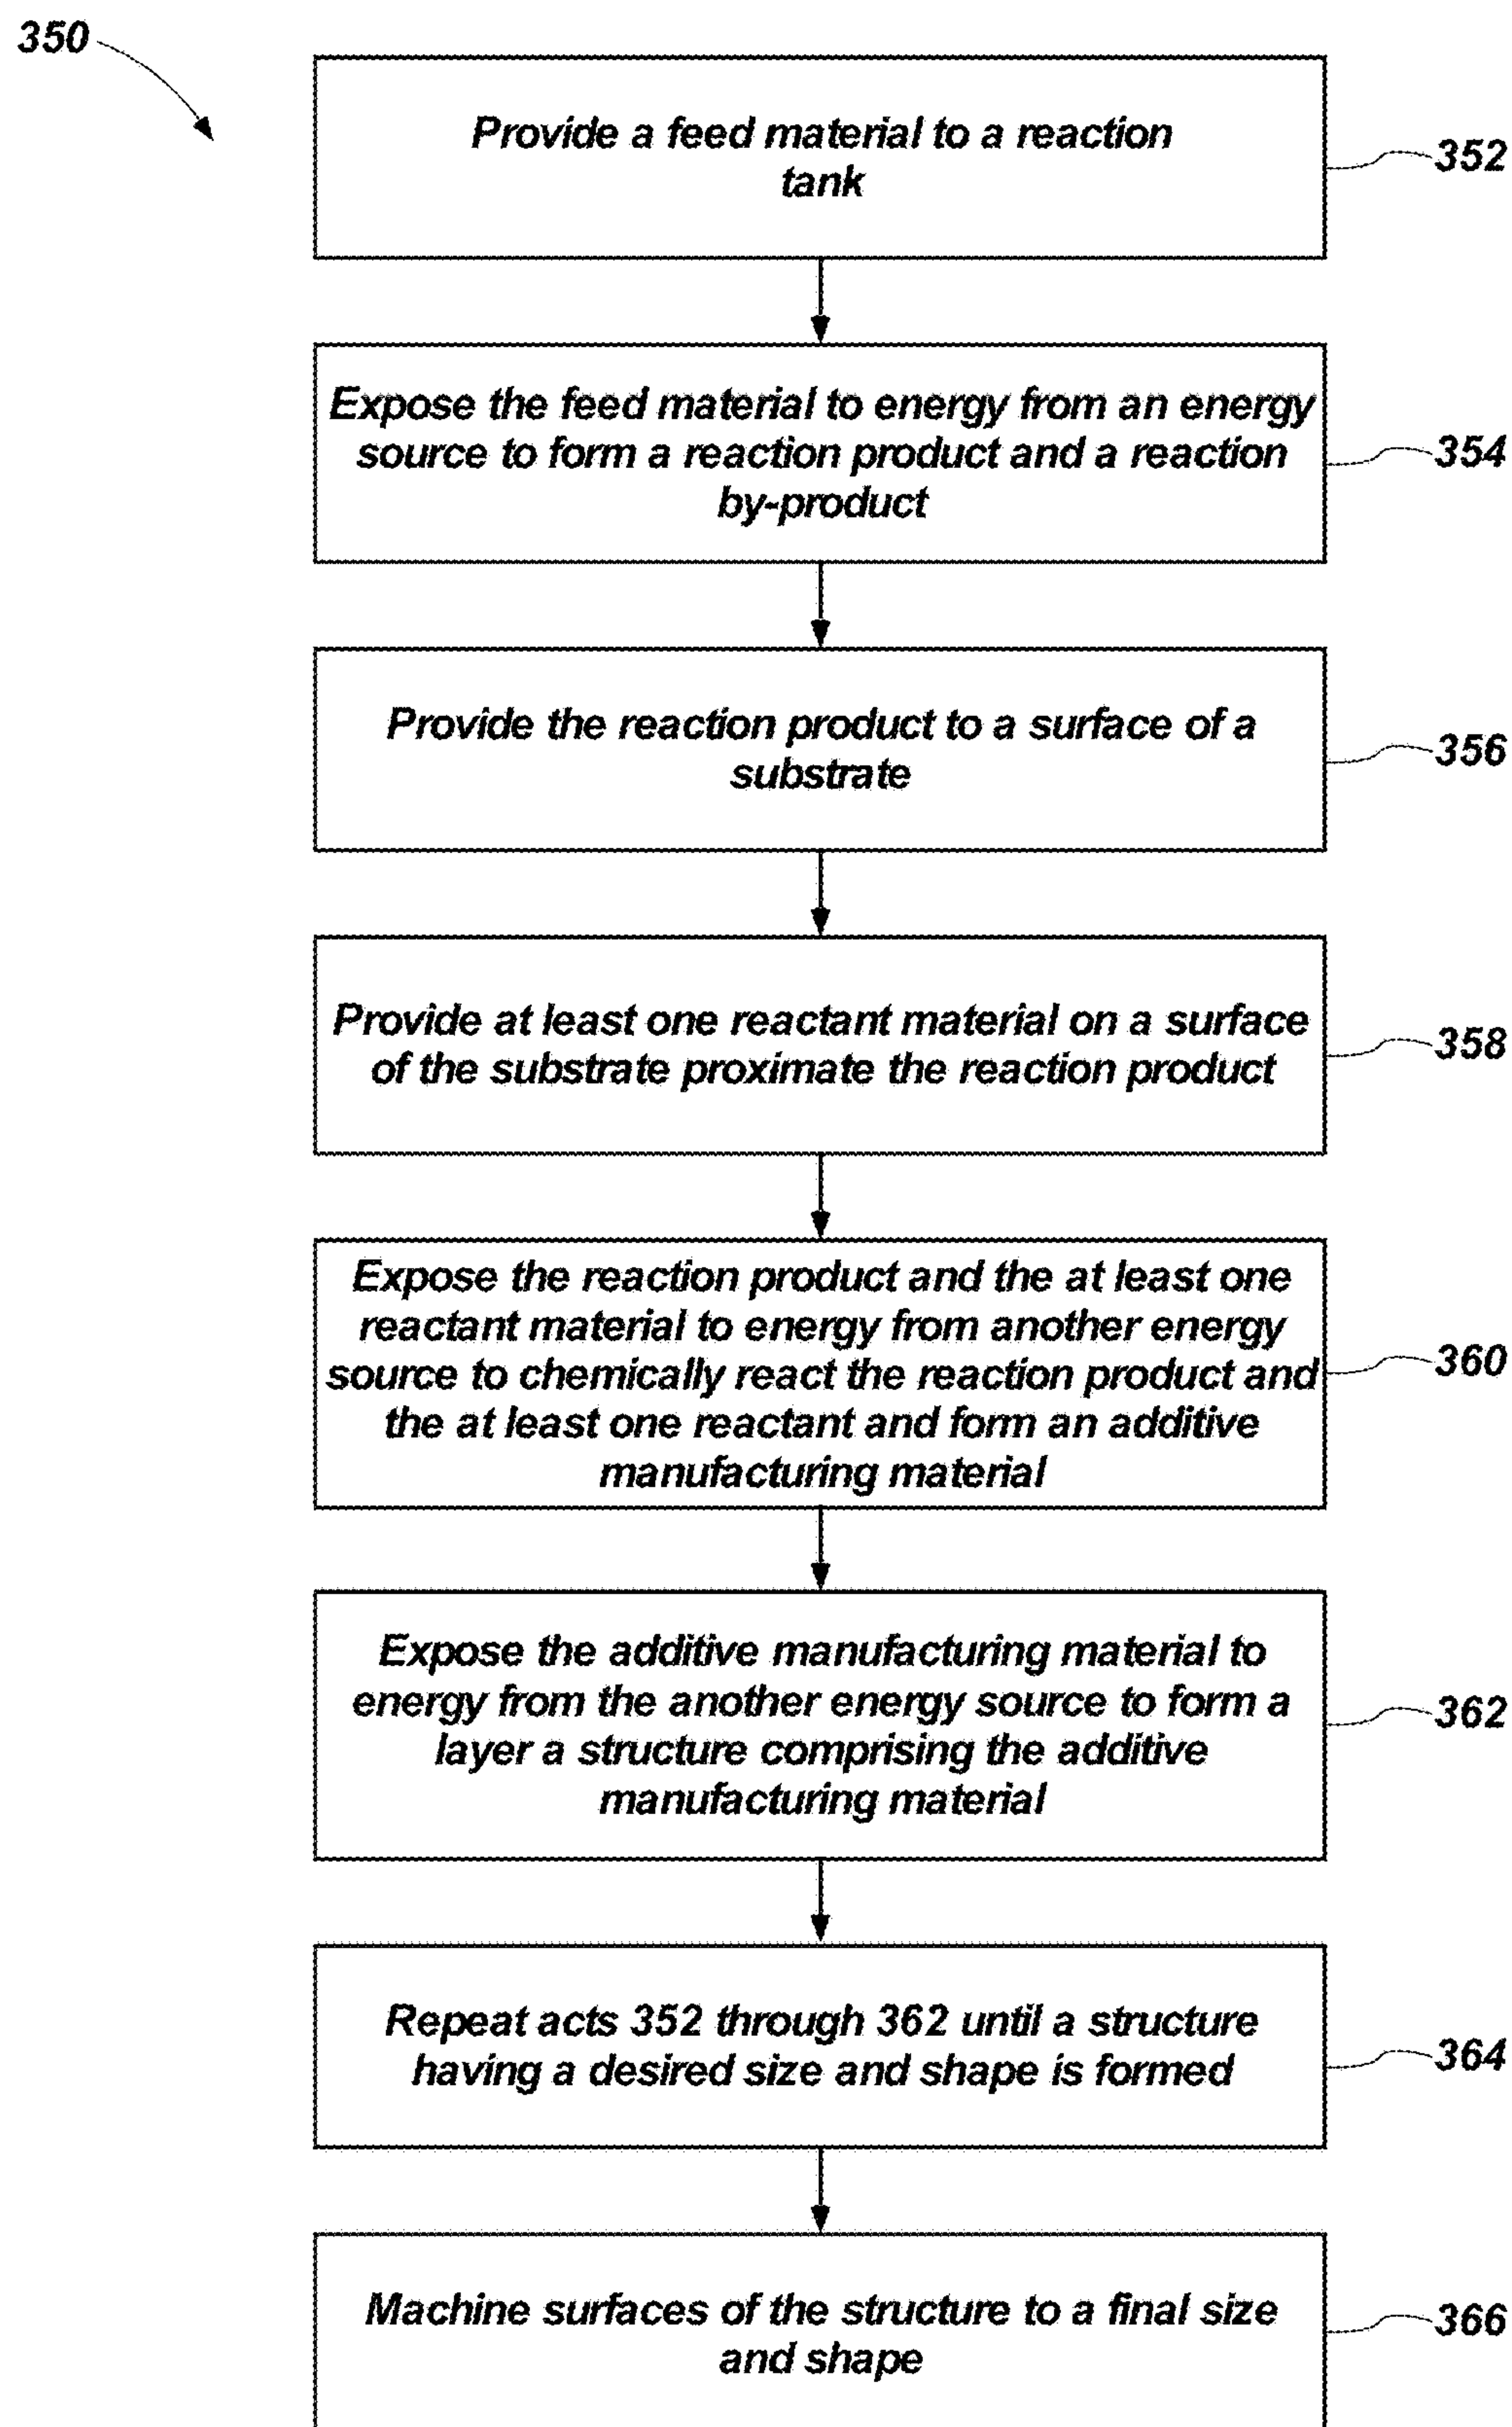 350
Provide a feed material to a reaction
tank
352
Expose the feed material to energy from an energy
source to form a reaction product and a reaction
by-product
354
Provide the reaction product to a surface of a
substrate
356
Provide at least one reactant material on a surface
of the substrate proximate the reaction product
358
Expose the reaction product and the at least one
reactant material to energy from another energy
source to chemically react the reaction product and
the at least one reactant and form an additive
manufacturing material
360
Expose the additive manufacturing material to
energy from the another energy source to form a
layer a structure comprising the additive
manufacturing material
362
Repeat acts 352 through 362 until a structure
having a desired size and shape is formed
364
Machine surfaces of the structure to a final size
and shape
366